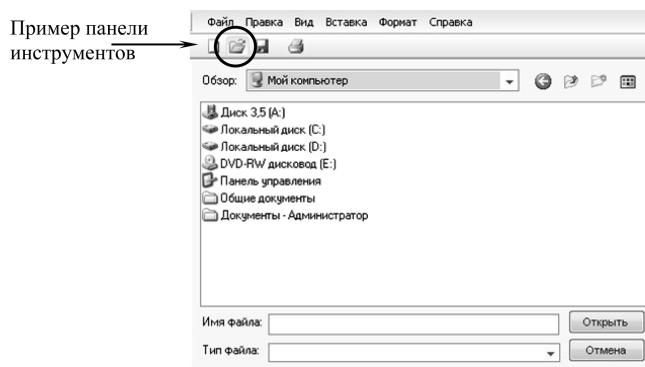 Пример панели
инструментов
Файл Правка Вид Вставка Формат Справка
Обзор: Мой компьютер
Диск 3,5 (A:)
Локальный диск (C:)
Локальный диск (D:)
DVD-RW дисковод (E:)
Панель управления
Общие документы
Документы - Администратор
Имя файла: Открыть
Тип файла: Отмена